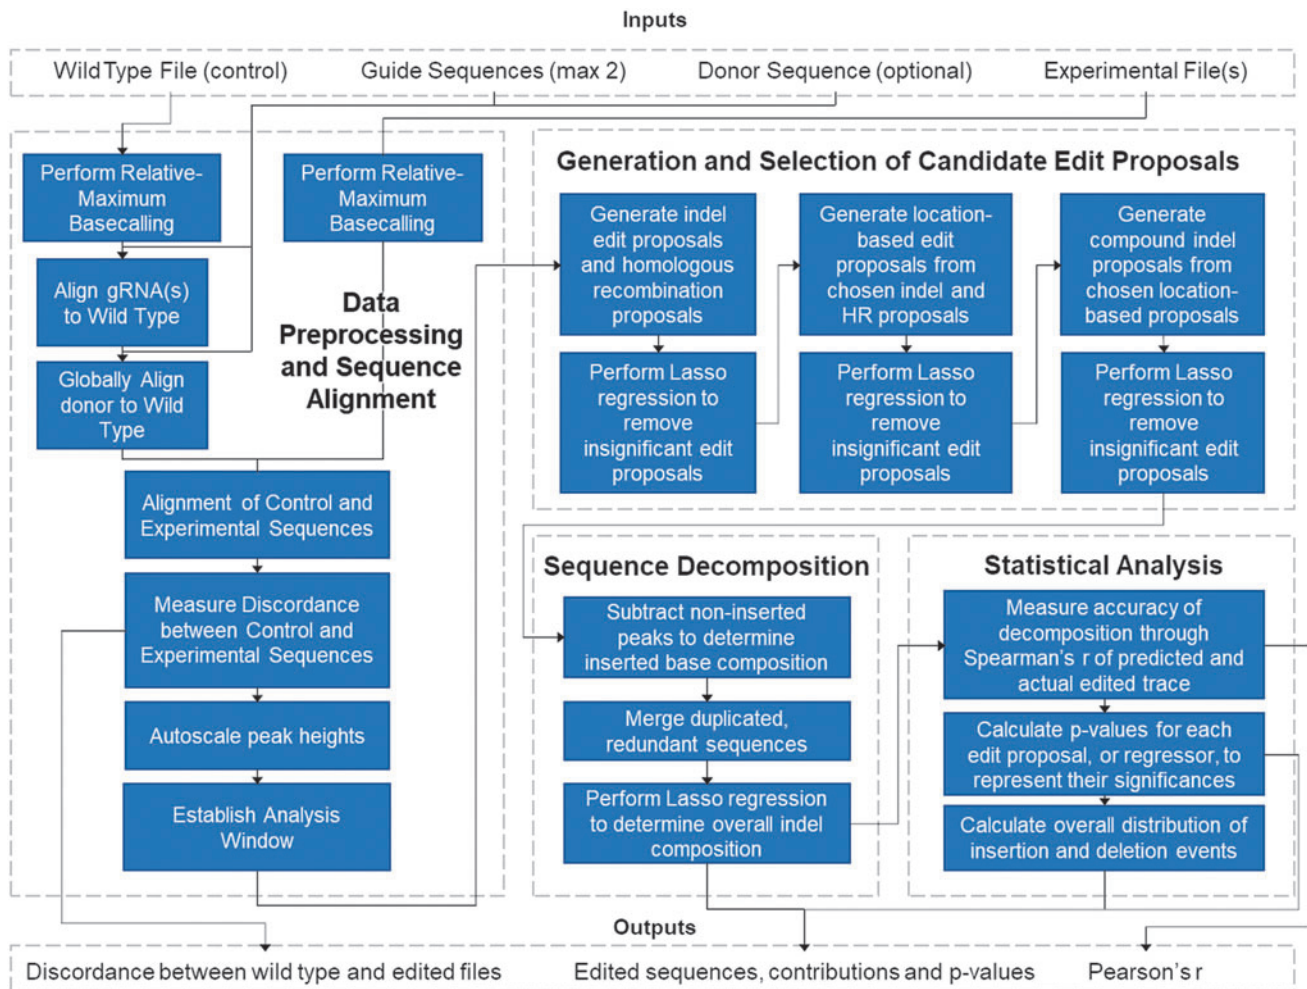 Inputs
Wild Type File (control)
Guide Sequences (max 2)
Donor Sequence (optional)
Experimental File(s)
Perform Relative-
Maximum
Basecalling
Align gRNA(s)
to Wild Type
Globally Align
donor to Wild
Type
Perform Relative-
Maximum
Basecalling
Data
Preprocessing
and Sequence
Alignment
Alignment of Control and
Experimental Sequences
Measure Discordance
between Control and
Experimental Sequences
Autoscale peak heights
Establish Analysis
Window
Generation and Selection of Candidate Edit Proposals
Generate indel
edit proposals
and homologous
recombination
proposals
Perform Lasso
regression to
remove
insignificant edit
proposals
Generate location-
based edit
proposals from
chosen indel and
HR proposals
Perform Lasso
regression to
remove
insignificant edit
proposals
Generate
compound indel
proposals from
chosen location-
based proposals
Perform Lasso
regression to
remove
insignificant edit
proposals
Sequence Decomposition
Subtract non-inserted
peaks to determine
inserted base composition
Merge duplicated,
redundant sequences
Perform Lasso regression
to determine overall indel
composition
Statistical Analysis
Measure accuracy of
decomposition through
Spearman's r of predicted and
actual edited trace
Calculate p-values for each
edit proposal, or regressor, to
represent their significances
Calculate overall distribution of
insertion and deletion events
Outputs
Discordance between wild type and edited files
Edited sequences, contributions and p-values
Pearson's r